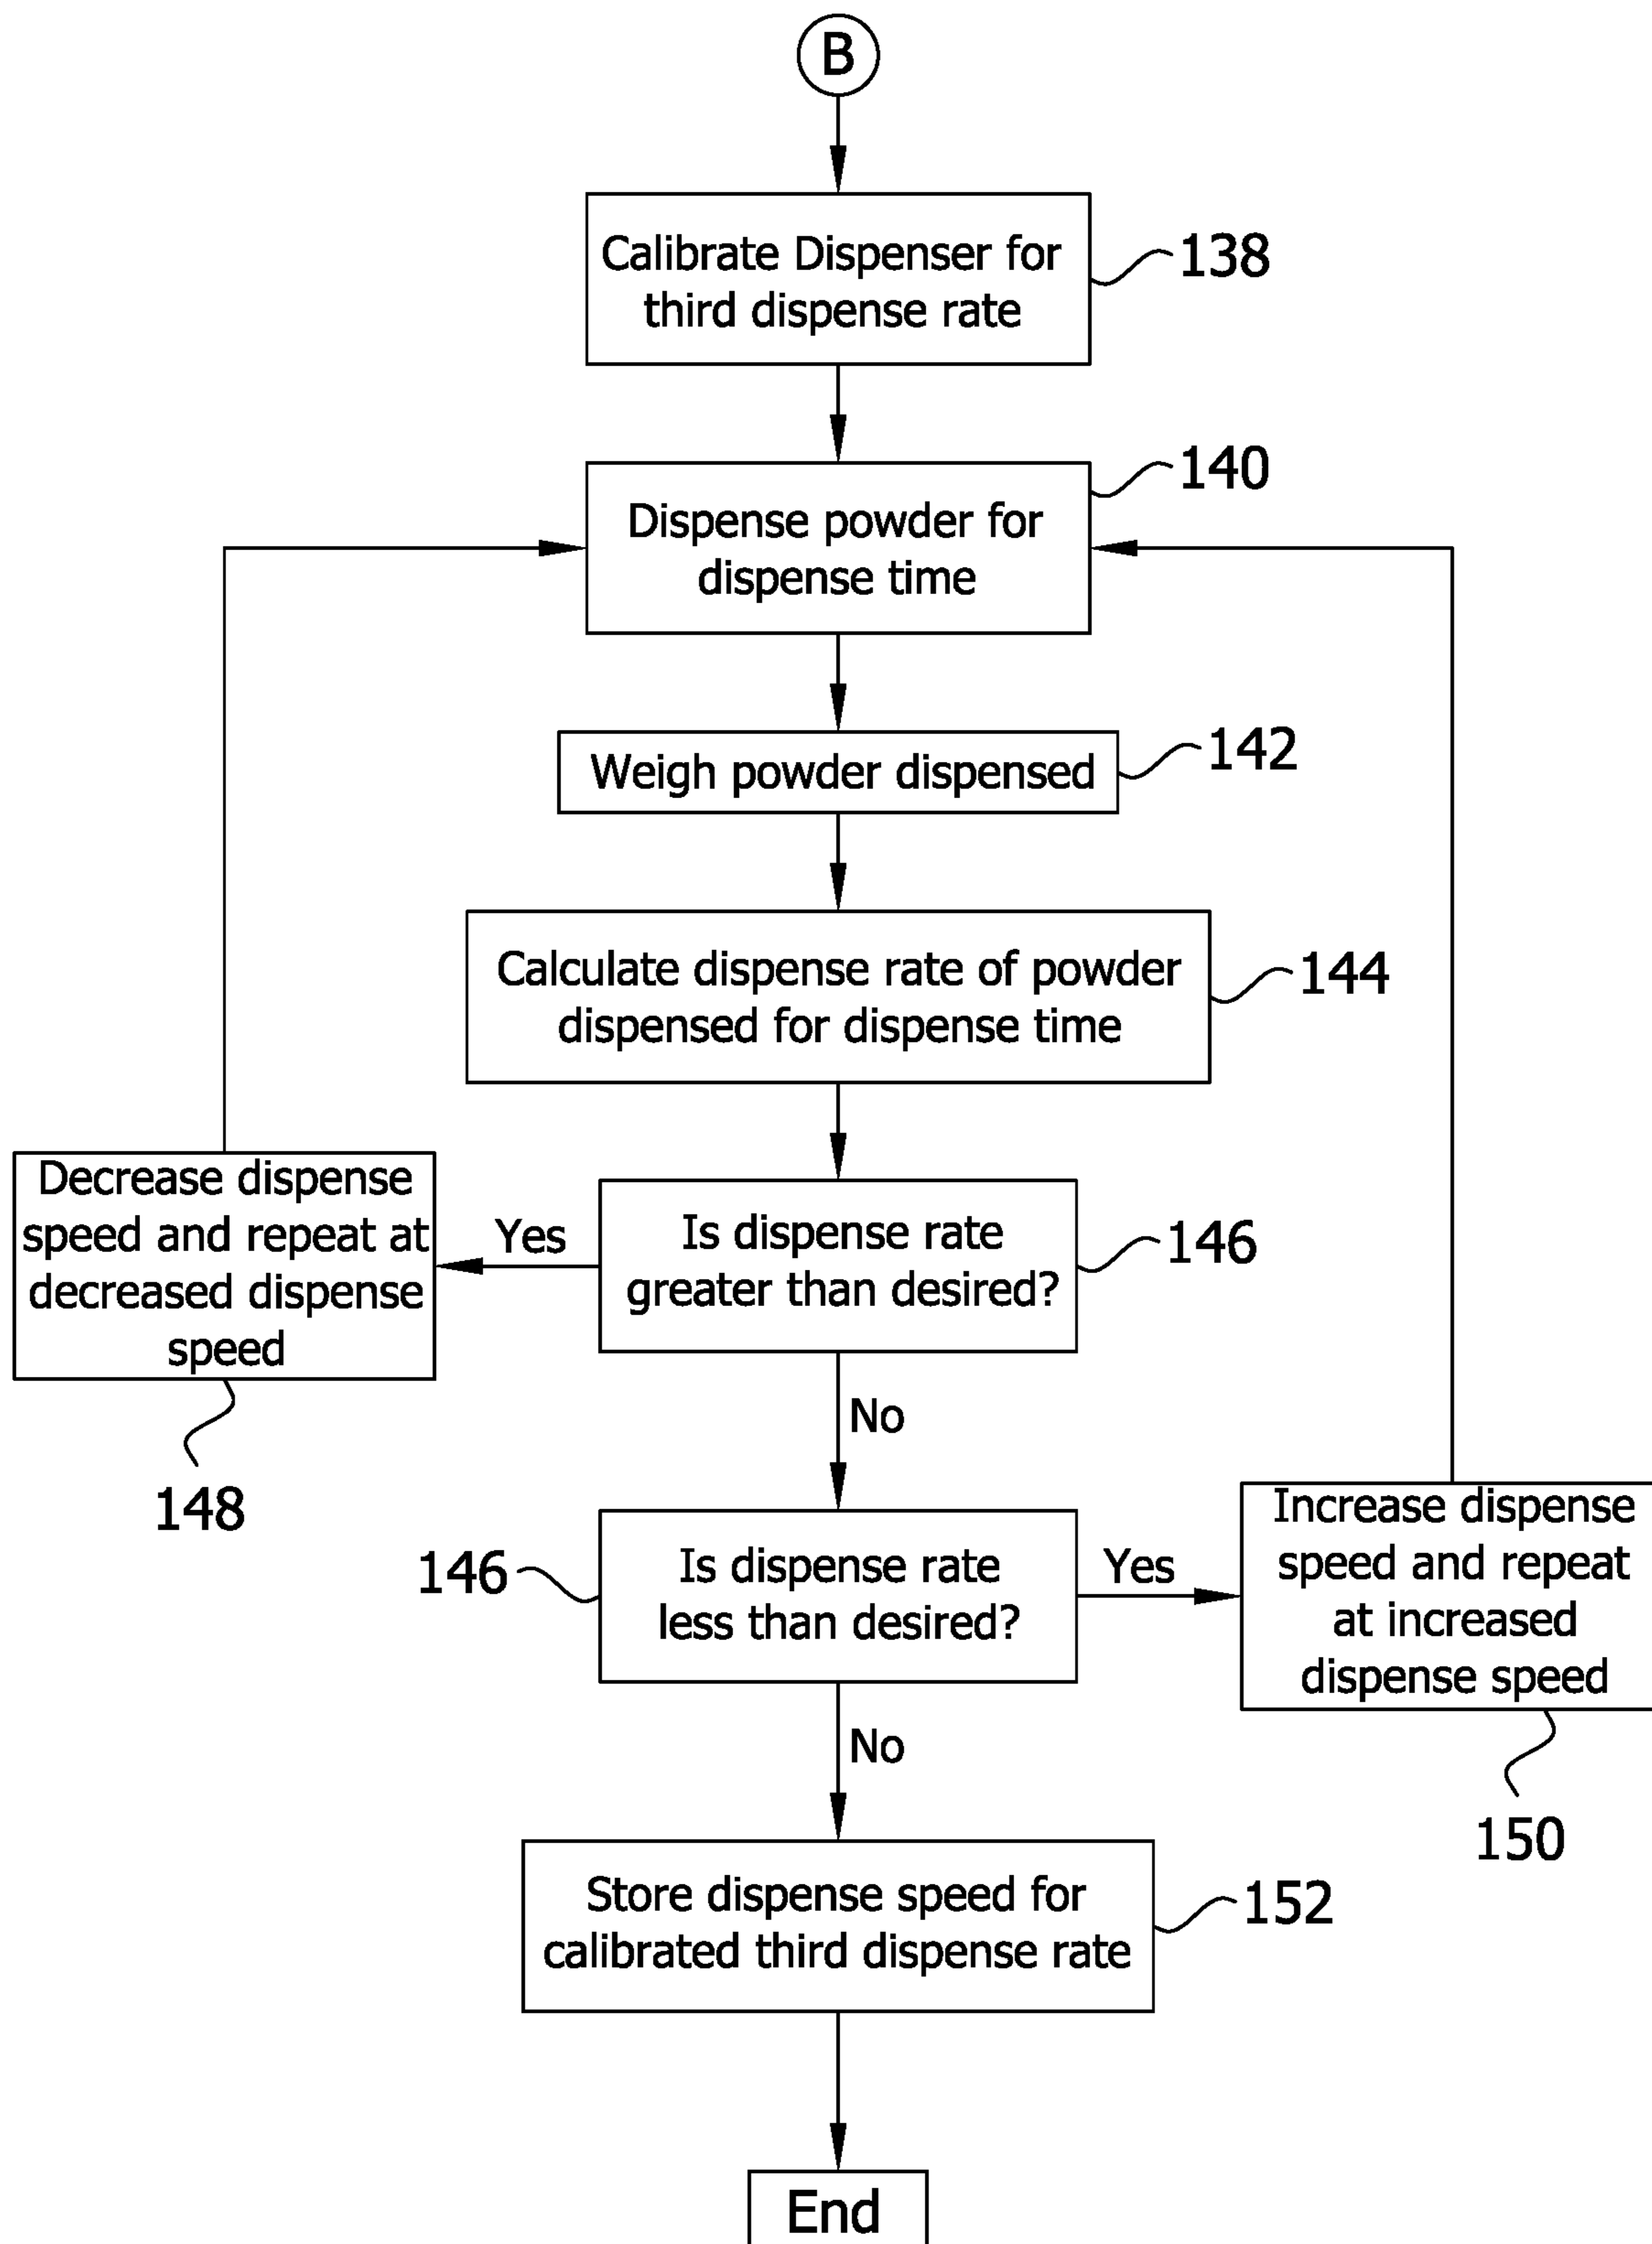 B
Calibrate Dispenser for
third dispense rate
138
140
Dispense powder for
dispense time
142
Weigh powder dispensed
Calculate dispense rate of powder
dispensed for dispense time
144
Decrease dispense
speed and repeat at
decreased dispense
speed
148
Yes
Is dispense rate
greater than desired?
146
No
146
Is dispense rate
less than desired?
Yes
Increase dispense
speed and repeat
at increased
dispense speed
150
No
Store dispense speed for
calibrated third dispense rate
152
End